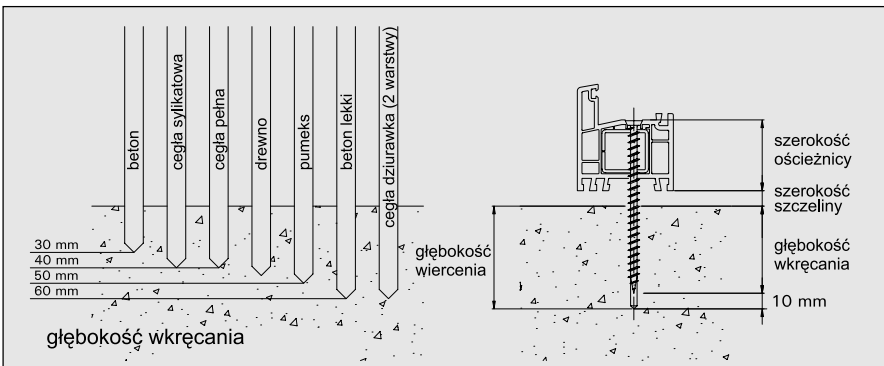 beton
cegła sylikatowa
cegła pełna
drewno
pumeks
beton lekki
cegła dziurawka (2 warstwy)
30 mm
40 mm
50 mm
60 mm
głębokość wkręcania
głębokość
wiercenia
szerokość
ościeżnicy
szerokość
szczeliny
głębokość
wkręcania
10 mm